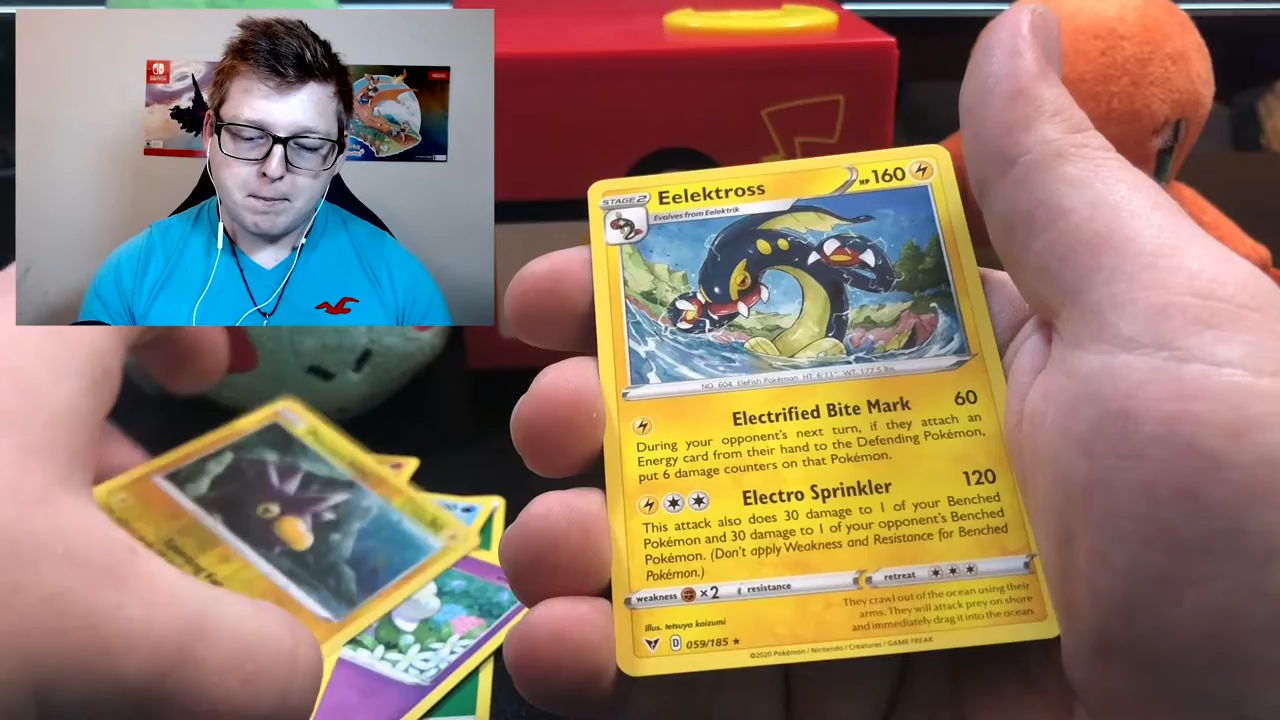 STAGE 2
Eelektross
HP 160
Evolves from Eelektrik
NO. 604 EleFish Pokémon HT. 6'11" WT. 177.5 lbs.
Electrified Bite Mark 60
During your opponent's next turn, if they attach an
Energy card from their hand to the Defending Pokémon,
put 6 damage counters on that Pokémon.
Electro Sprinkler 120
This attack also does 30 damage to 1 of your Benched
Pokémon and 30 damage to 1 of your opponent's Benched
Pokémon. (Don't apply Weakness and Resistance for Benched
Pokémon.)
weakness ×2 resistance retreat
They crawl out of the ocean using their
arms. They will attack prey on shore
and immediately drag it into the ocean.
Illus. tetsuya koizumi
D 059/185 ★
©2020 Pokémon / Nintendo / Creatures / GAME FREAK